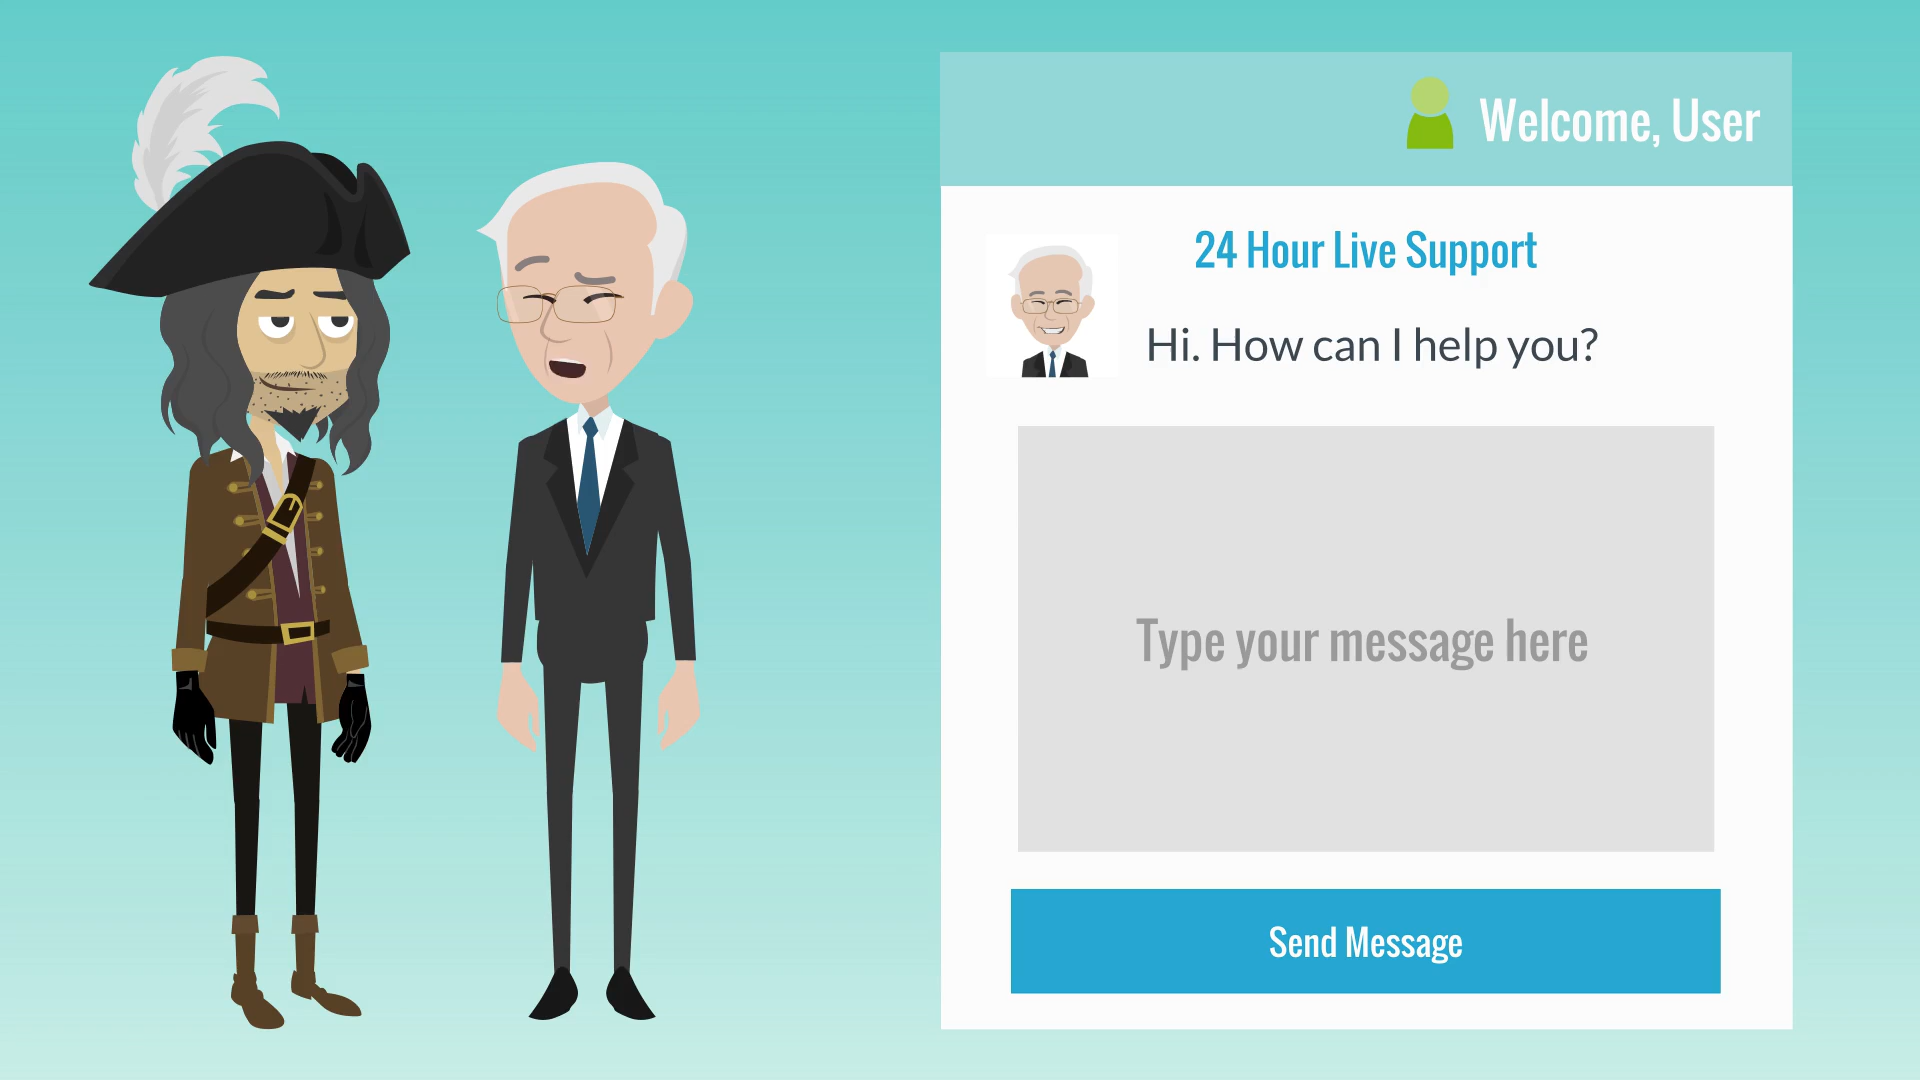 Welcome, User
24 Hour Live Support
Hi. How can I help you?
Type your message here
Send Message